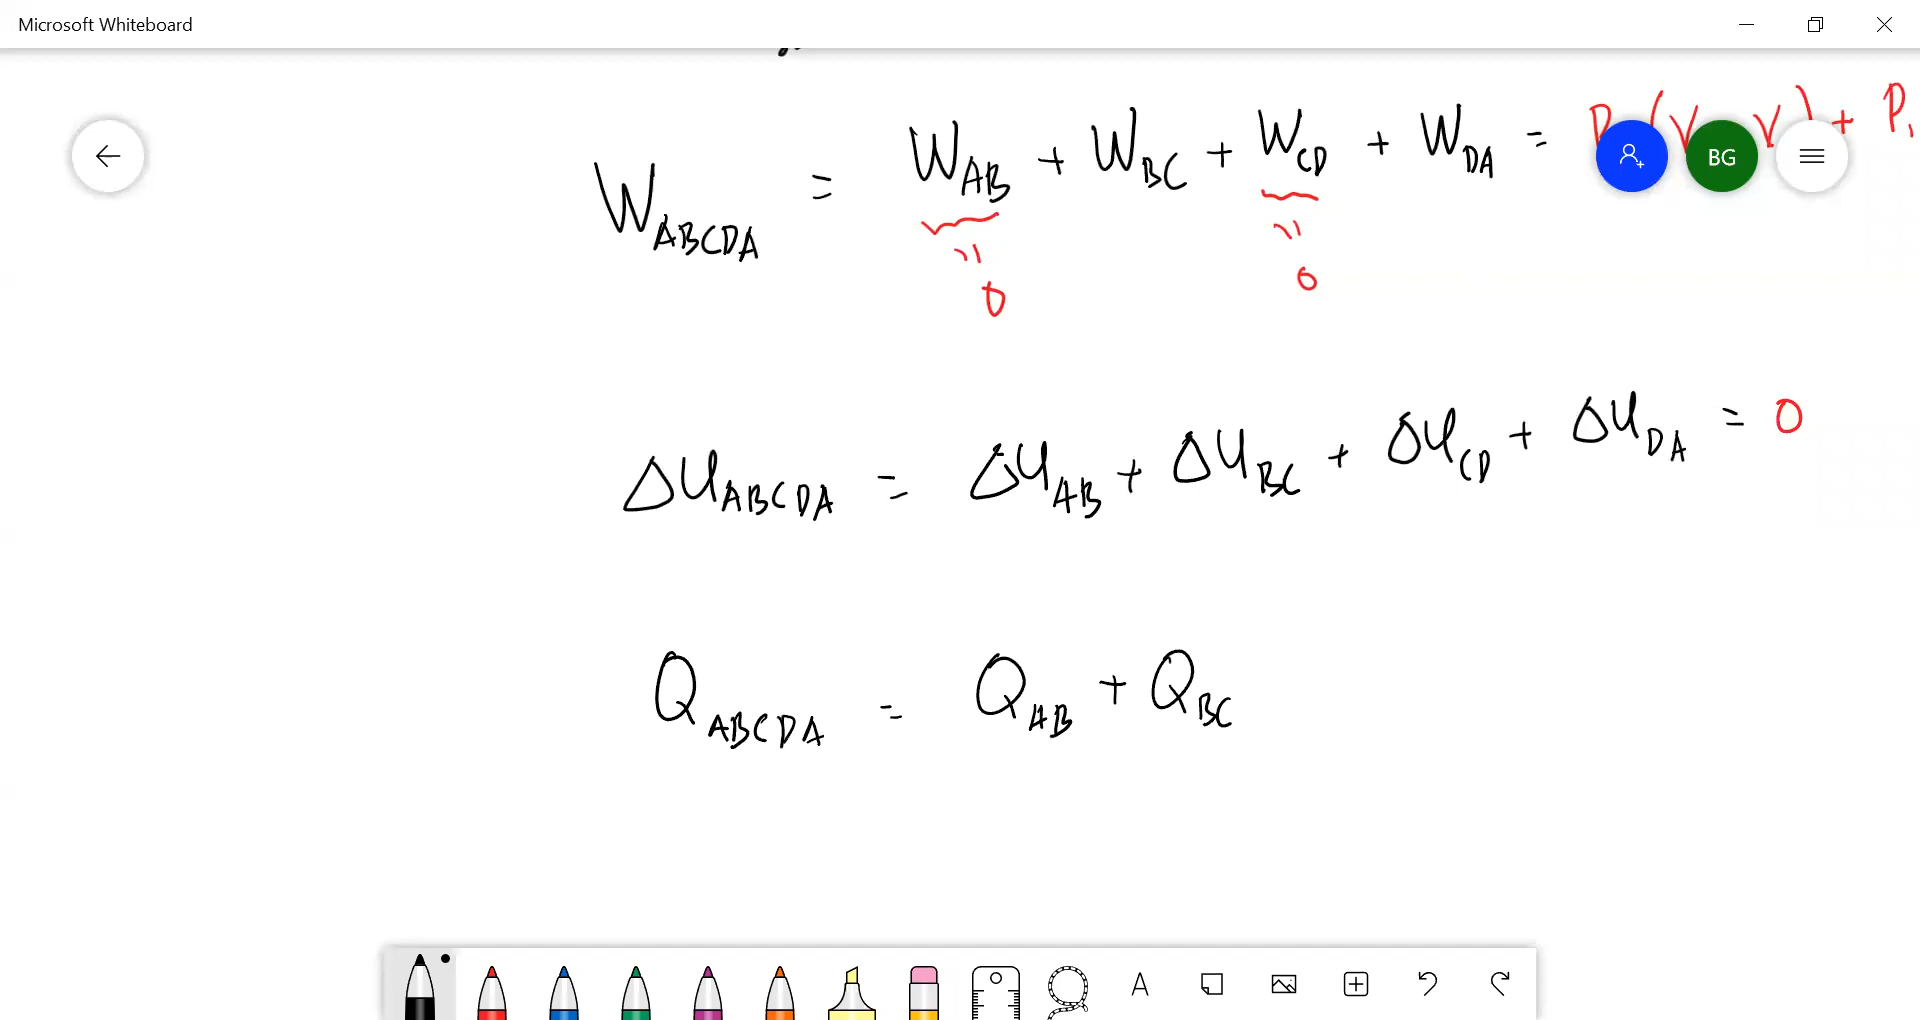 Microsoft Whiteboard
W_ABCDA = W_AB + W_BC + W_CD + W_DA = P (V V) + P₁
" "
0 0
BG
ΔU_ABCDA = ΔU_AB + ΔU_BC + ΔU_CD + ΔU_DA = 0
Q_ABCDA = Q_AB + Q_BC
A